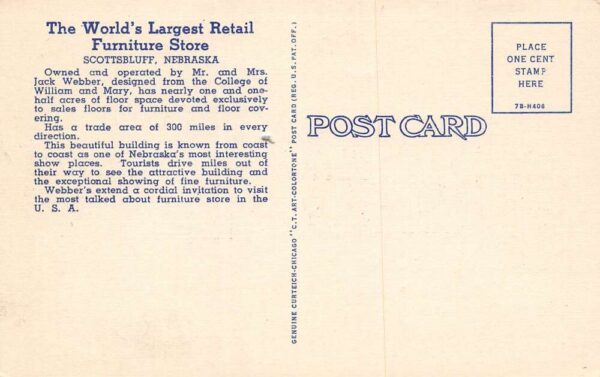 The World's Largest Retail
Furniture Store
SCOTTSBLUFF, NEBRASKA
Owned and operated by Mr. and Mrs.
Jack Webber, designed from the College of
William and Mary, has nearly one and one-
half acres of floor space devoted exclusively
to sales floors for furniture and floor cov-
ering.
Has a trade area of 300 miles in every
direction.
This beautiful building is known from coast
to coast as one of Nebraska's most interesting
show places. Tourists drive miles out of
their way to see the attractive building and
the exceptional showing of fine furniture.
Webber's extend a cordial invitation to visit
the most talked about furniture store in the
U. S. A.
GENUINE CURTEICH-CHICAGO "C. T. ART-COLORTONE" POST CARD (REG. U. S. PAT. OFF.)
POST CARD
PLACE
ONE CENT
STAMP
HERE
7B-H406